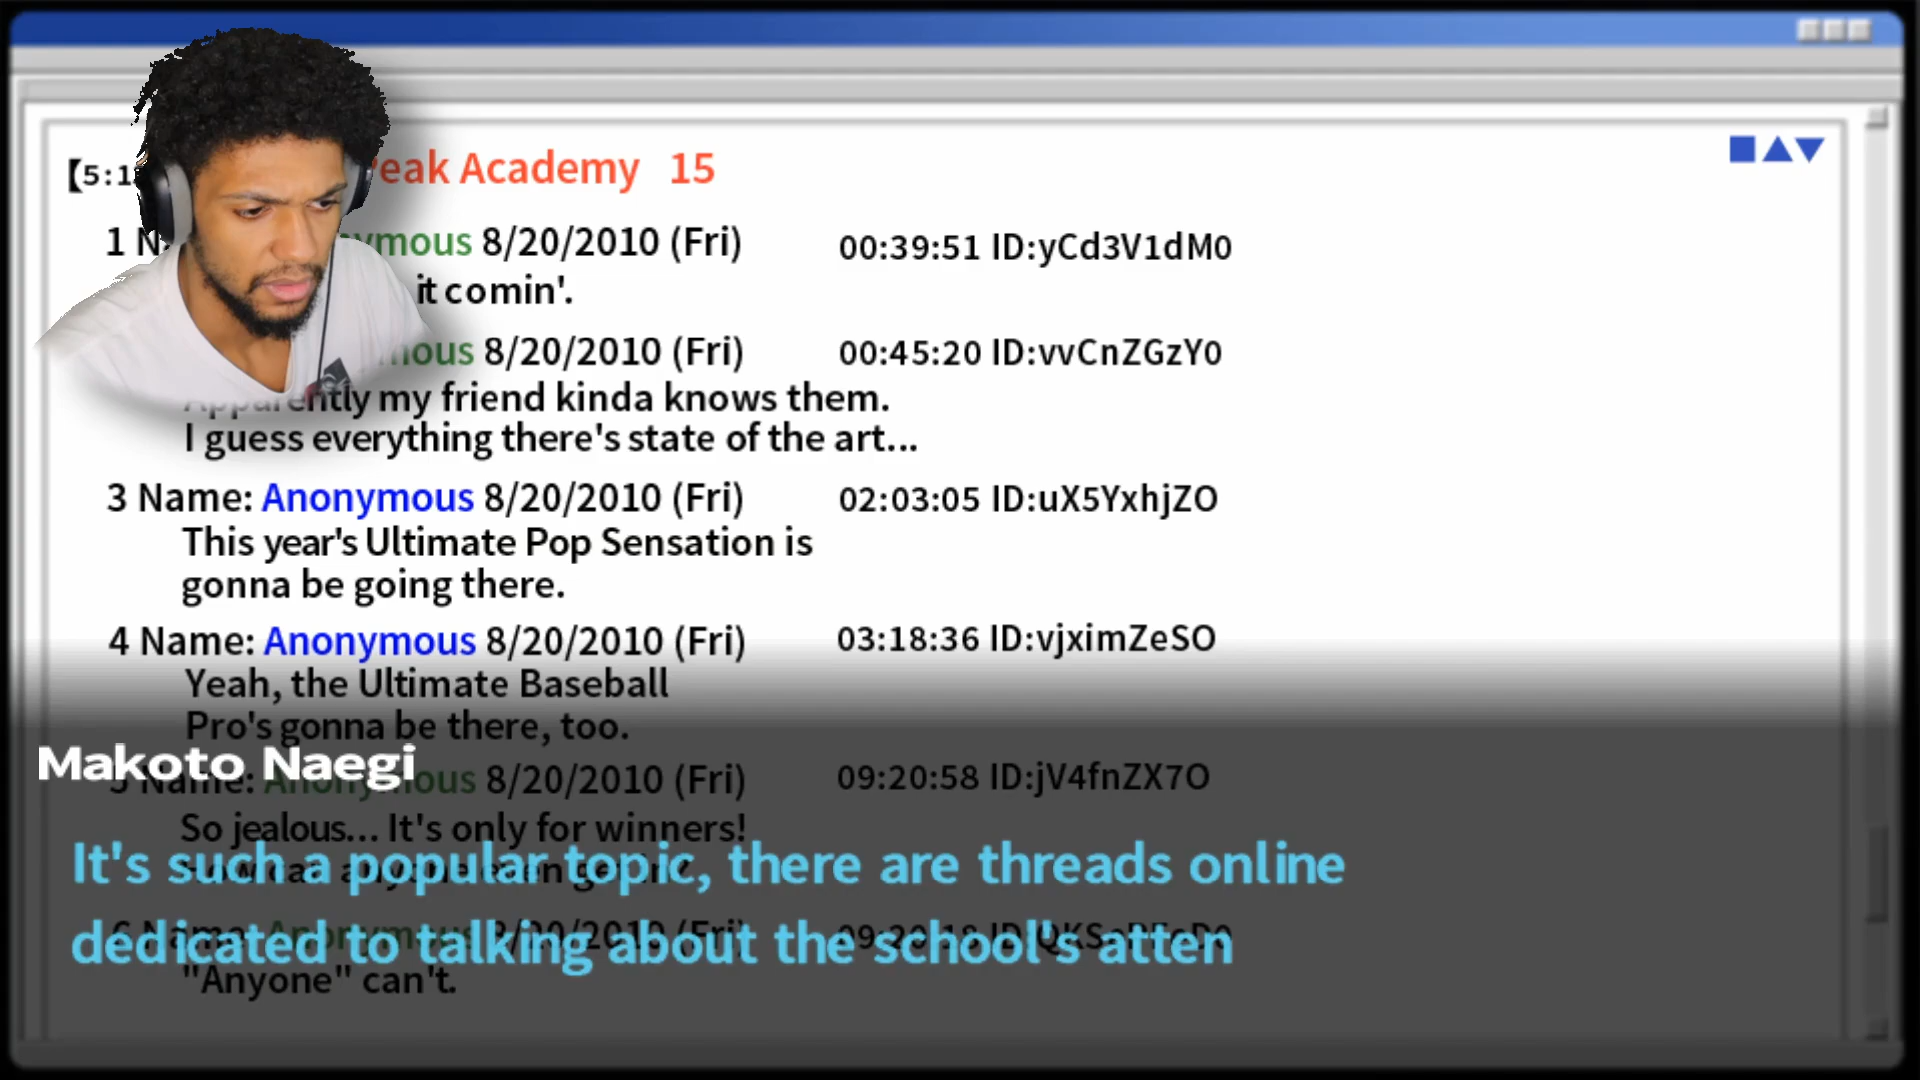 【5:1 eak Academy 15
1 N ymous 8/20/2010 (Fri) 00:39:51 ID:yCd3V1dM0
it comin'.
nous 8/20/2010 (Fri) 00:45:20 ID:vvCnZGzY0
Apparently my friend kinda knows them.
I guess everything there's state of the art...
3 Name: Anonymous 8/20/2010 (Fri) 02:03:05 ID:uX5YxhjZO
This year's Ultimate Pop Sensation is
gonna be going there.
4 Name: Anonymous 8/20/2010 (Fri) 03:18:36 ID:vjximZeSO
Yeah, the Ultimate Baseball
Pro's gonna be there, too.
Makoto Naegi
5 Name: Anonymous 8/20/2010 (Fri) 09:20:58 ID:jV4fnZX7O
So jealous... It's only for winners!
It's such a popular topic, there are threads online
dedicated to talking about the school's atten
"Anyone" can't.